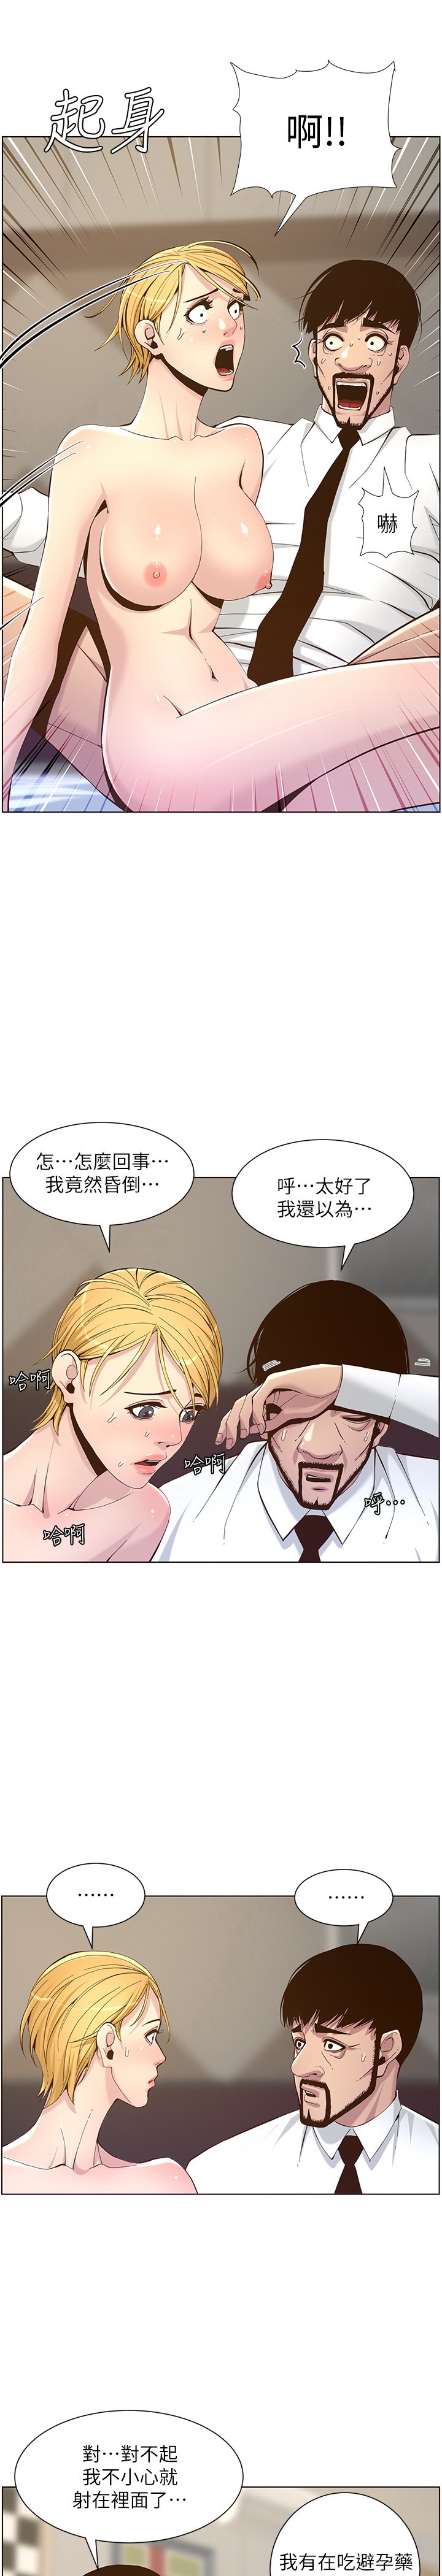 起身
啊!!
嚇
怎⋯怎麼回事⋯
我竟然昏倒⋯
呼⋯太好了
我還以為⋯
哈啊
哈啊
哈啊
呼⋯
⋯⋯
⋯⋯
對⋯對不起
我不小心就
射在裡面了⋯
我有在吃避孕藥